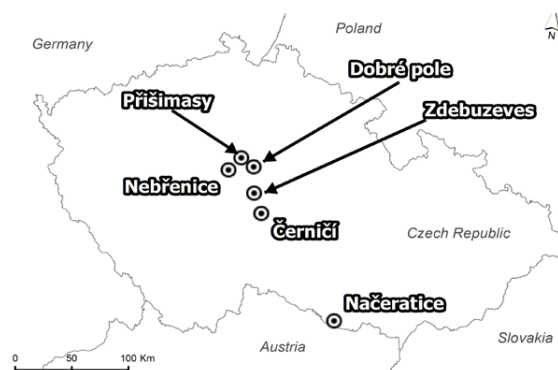 Poland
N
Germany
Dobré pole
Přišimasy
Zdebuzeves
Nebřenice
Černičí
Czech Republic
Načeratice
Slovakia
Austria
0 50 100 Km